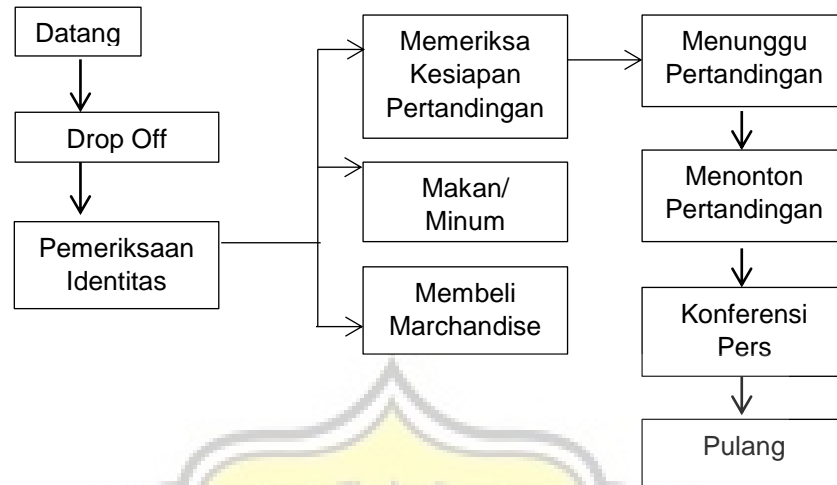 Datang
Drop Off
Pemeriksaan
Identitas
Memeriksa
Kesiapan
Pertandingan
Makan/
Minum
Membeli
Marchandise
Menunggu
Pertandingan
Menonton
Pertandingan
Konferensi
Pers
Pulang